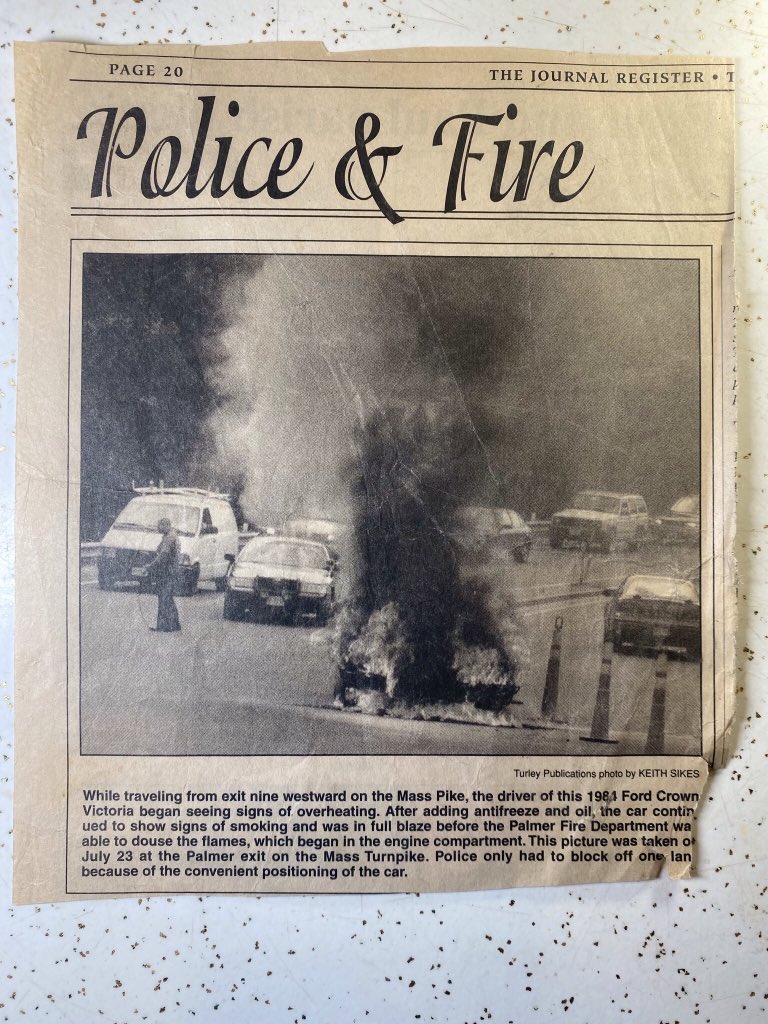 PAGE 20
THE JOURNAL REGISTER • T
Police & Fire
Turley Publications photo by KEITH SIKES
While traveling from exit nine westward on the Mass Pike, the driver of this 1984 Ford Crown
Victoria began seeing signs of overheating. After adding antifreeze and oil, the car contin
ued to show signs of smoking and was in full blaze before the Palmer Fire Department wa
able to douse the flames, which began in the engine compartment. This picture was taken o
July 23 at the Palmer exit on the Mass Turnpike. Police only had to block off one lan
because of the convenient positioning of the car.